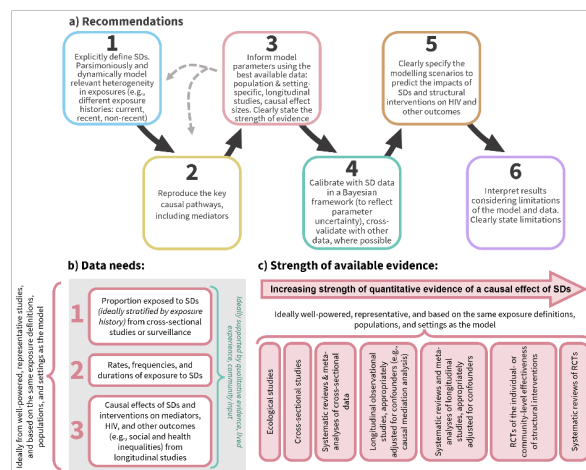 a) Recommendations
1
Explicitly define SDs.
Parsimoniously and
dynamically model
relevant heterogeneity
in exposures (e.g.,
different exposure
histories: current,
recent, non-recent)
2
Reproduce the key
causal pathways,
including mediators
3
Inform model
parameters using the
best available data:
population & setting-
specific, longitudinal
studies, causal effect
sizes. Clearly state the
strength of evidence
4
Calibrate with SD data
in a Bayesian
framework (to reflect
parameter
uncertainty), cross-
validate with other
data, where possible
5
Clearly specify the
modelling scenarios to
predict the impacts of
SDs and structural
interventions on HIV and
other outcomes
6
Interpret results
considering limitations
of the model and data.
Clearly state limitations
b) Data needs:
Ideally from well-powered, representative studies,
and based on the same exposure definitions,
populations, and settings as the model
1
Proportion exposed to SDs
(ideally stratified by exposure
history) from cross-sectional
studies or surveillance
2
Rates, frequencies, and
durations of exposure to SDs
3
Causal effects of SDs and
interventions on mediators,
HIV, and other outcomes
(e.g., social and health
inequalities) from
longitudinal studies
Ideally supported by qualitative evidence, lived
experience, community input
c) Strength of available evidence:
Increasing strength of quantitative evidence of a causal effect of SDs
Ideally well-powered, representative, and based on the same exposure definitions,
populations, and settings as the model
Ecological studies
Cross-sectional studies
Systematic reviews & meta-
analyses of cross-sectional
data
Longitudinal observational
studies, appropriately
adjusted for confounders (e.g.,
causal mediation analysis)
Systematic reviews and meta-
analyses of longitudinal
studies, appropriately
adjusted for confounders
RCTs of the individual- or
community-level effectiveness
of structural interventions
Systematic reviews of RCTs